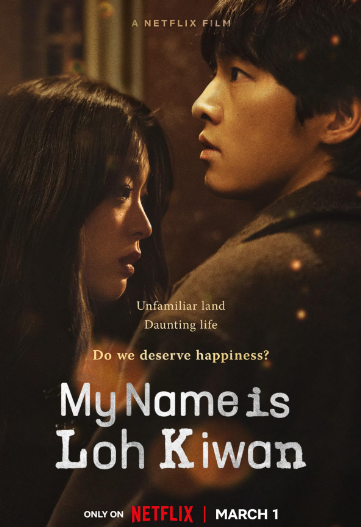 A NETFLIX FILM
Unfamiliar land
Daunting life
Do we deserve happiness?
My Name is
Loh Kiwan
ONLY ON NETFLIX | MARCH 1